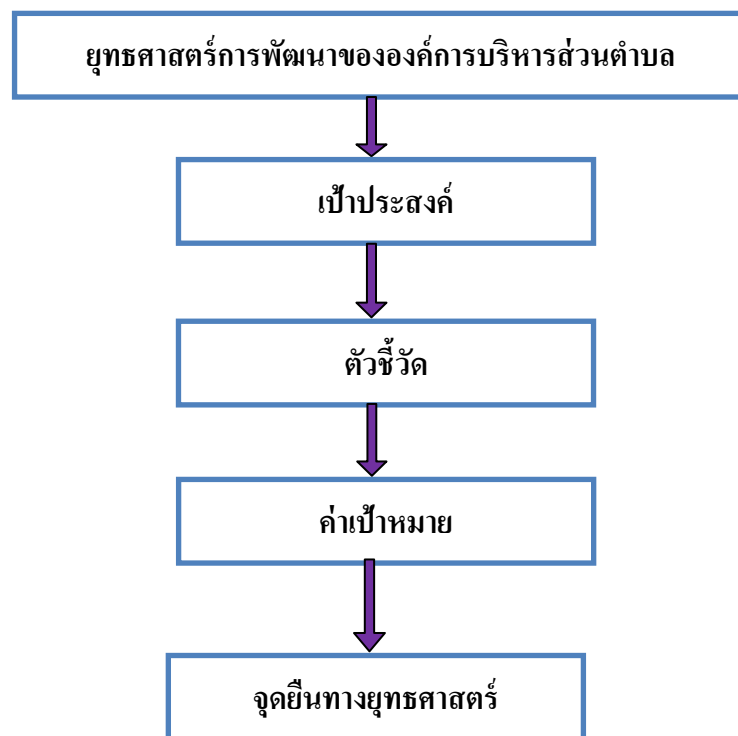 ยุทธศาสตร์การพัฒนาขององค์การบริหารส่วนตำบล
เป้าประสงค์
ตัวชี้วัด
ค่าเป้าหมาย
จุดยืนทางยุทธศาสตร์